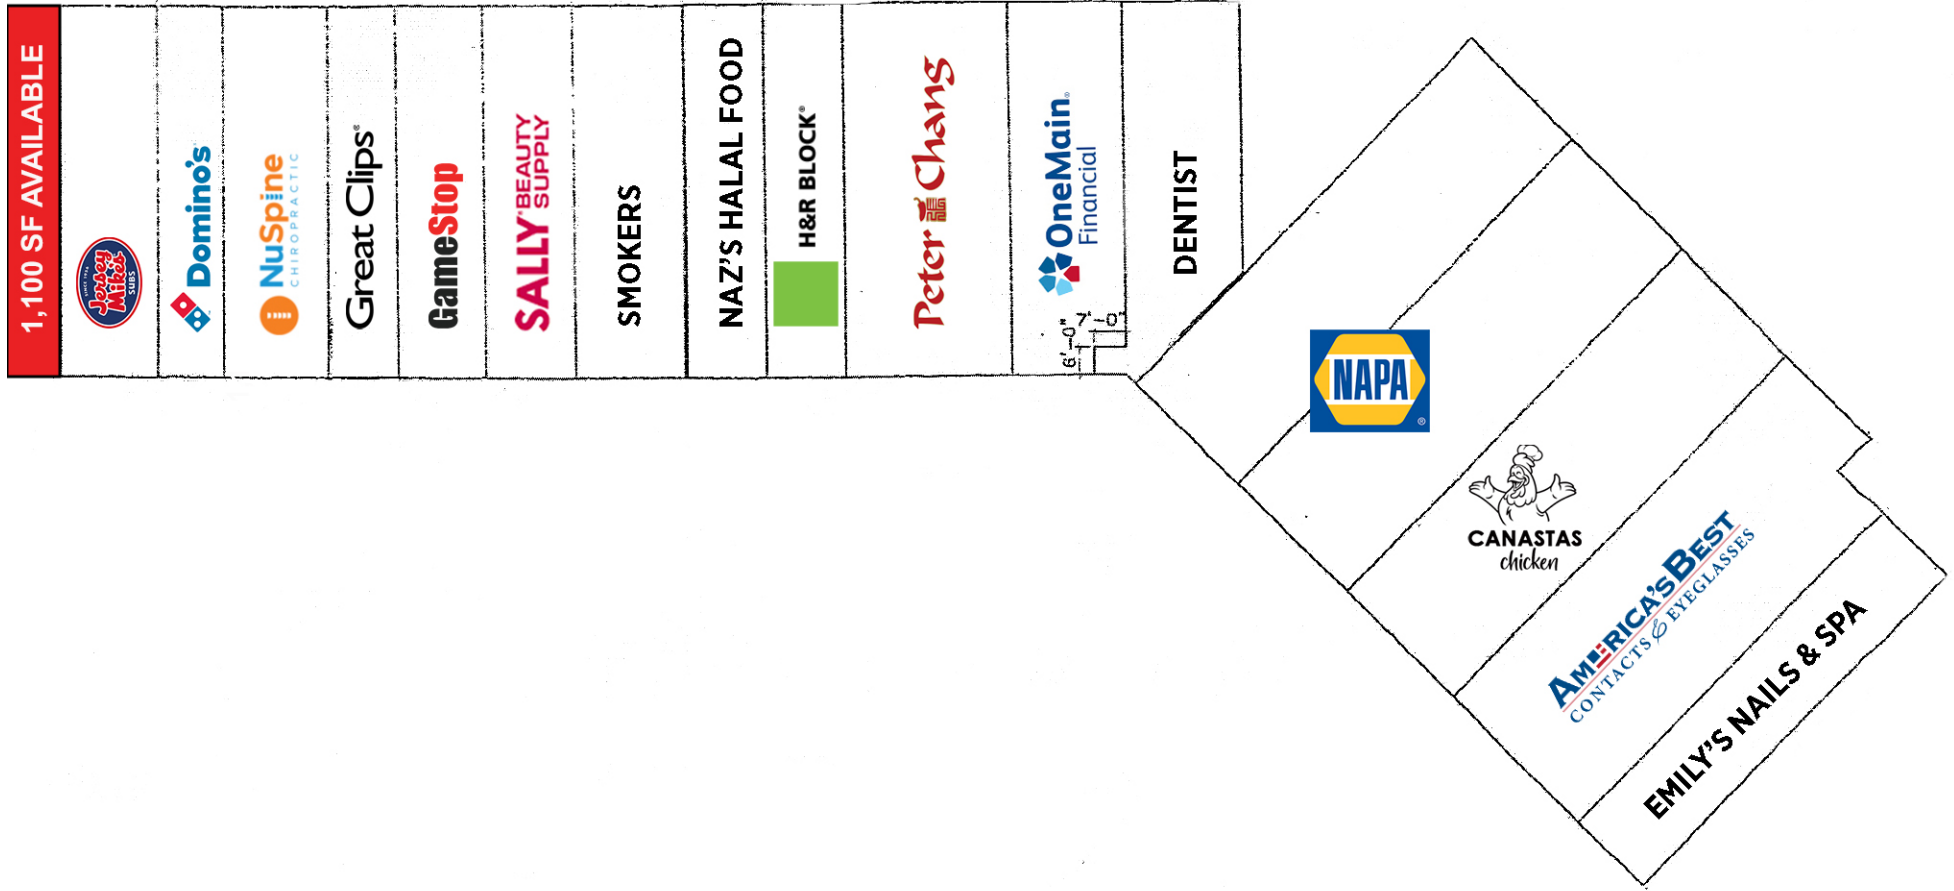 1,100 SF AVAILABLE
SINCE 1956
Jersey
Mike's
SUBS
Domino's
NuSpine
CHIROPRACTIC
Great Clips®
GameStop
SALLY BEAUTY
SUPPLY
SMOKERS
NAZ'S HALAL FOOD
H&R BLOCK®
Peter Chang
OneMain®
Financial
6'-0"
7'-0"
DENTIST
NAPA
®
CANASTAS
chicken
AMERICA'S BEST
CONTACTS & EYEGLASSES
EMILY'S NAILS & SPA